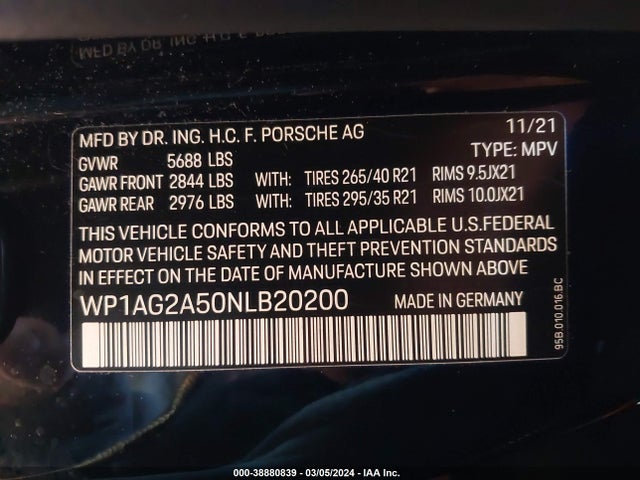 MFD BY DR. ING. H.C. F. PORSCHE AG 11/21
GVWR 5688 LBS TYPE: MPV
GAWR FRONT 2844 LBS WITH: TIRES 265/40 R21 RIMS 9.5JX21
GAWR REAR 2976 LBS WITH: TIRES 295/35 R21 RIMS 10.0JX21
THIS VEHICLE CONFORMS TO ALL APPLICABLE U.S.FEDERAL
MOTOR VEHICLE SAFETY AND THEFT PREVENTION STANDARDS
IN EFFECT ON THE DATE OF MANUFACTURE SHOWN ABOVE
WP1AG2A50NLB20200 MADE IN GERMANY
95B.010.016.BC
000-38880839 - 03/05/2024 - IAA Inc.